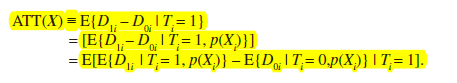 ATT(X) ≡ E{D₁ᵢ – D₀ᵢ | Tᵢ = 1}
= [E{D₁ᵢ – D₀ᵢ | Tᵢ = 1, p(Xᵢ)}]
= E[E{D₁ᵢ | Tᵢ = 1, p(Xᵢ)} – E{D₀ᵢ | Tᵢ = 0,p(Xᵢ)} | Tᵢ = 1].